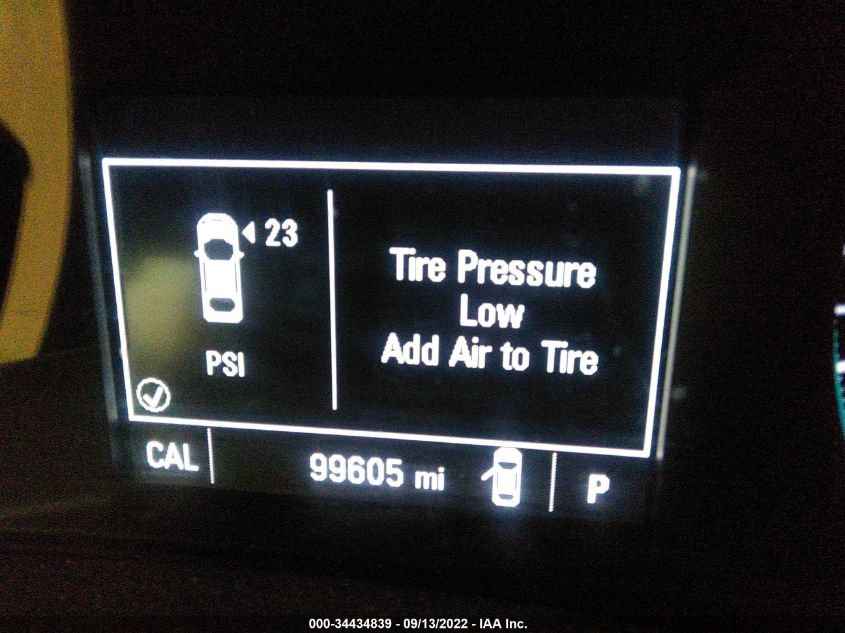 23
PSI
Tire Pressure
Low
Add Air to Tire
CAL
99605 mi
P
000-34434839 - 09/13/2022 - IAA Inc.